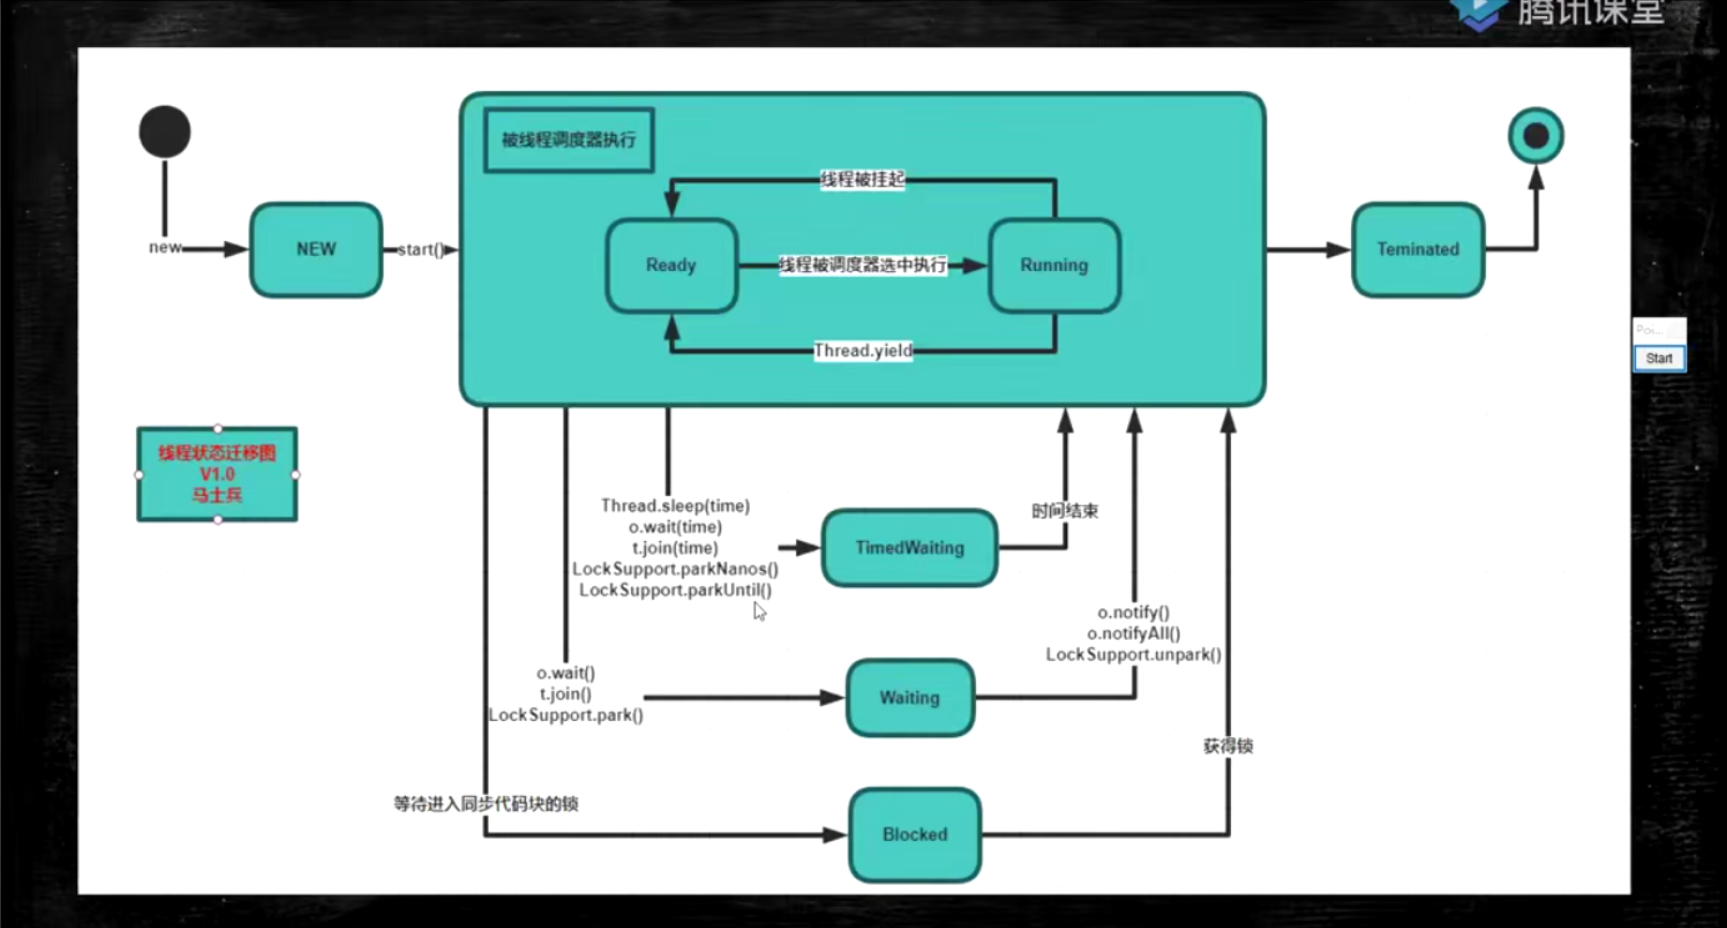 腾讯课堂
被线程调度器执行
线程被挂起
new
NEW
start()
Ready
线程被调度器选中执行
Running
Teminated
Thread.yield
Poi...
Start
线程状态迁移图
V1.0
马士兵
Thread.sleep(time)
o.wait(time)
t.join(time)
LockSupport.parkNanos()
LockSupport.parkUntil()
TimedWaiting
时间结束
o.wait()
t.join()
LockSupport.park()
Waiting
o.notify()
o.notifyAll()
LockSupport.unpark()
等待进入同步代码块的锁
Blocked
获得锁